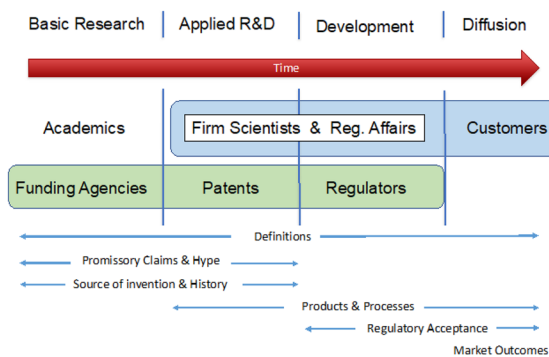 Basic Research Applied R&D Development Diffusion
Time
Academics Firm Scientists & Reg. Affairs Customers
Funding Agencies Patents Regulators
Definitions
Promissory Claims & Hype
Source of invention & History
Products & Processes
Regulatory Acceptance
Market Outcomes